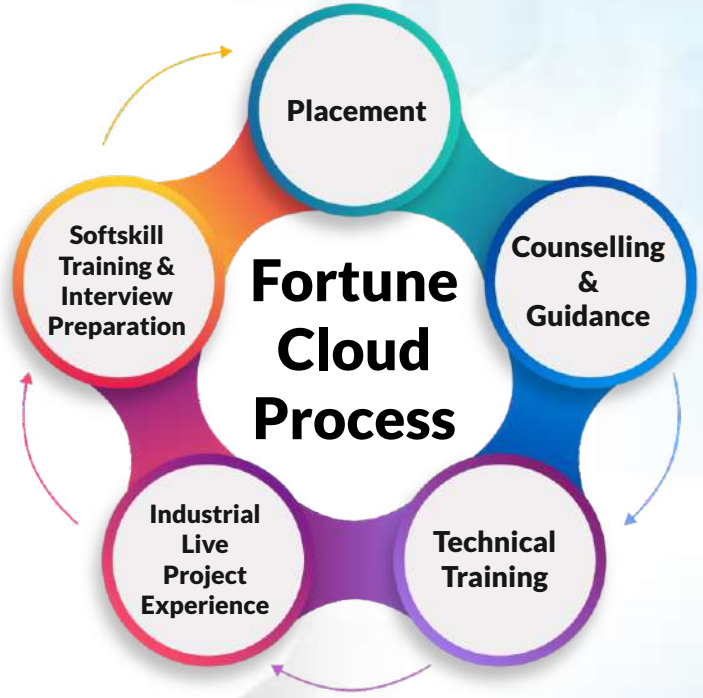 Placement
Counselling
&
Guidance
Technical
Training
Industrial
Live
Project
Experience
Softskill
Training &
Interview
Preparation
Fortune
Cloud
Process